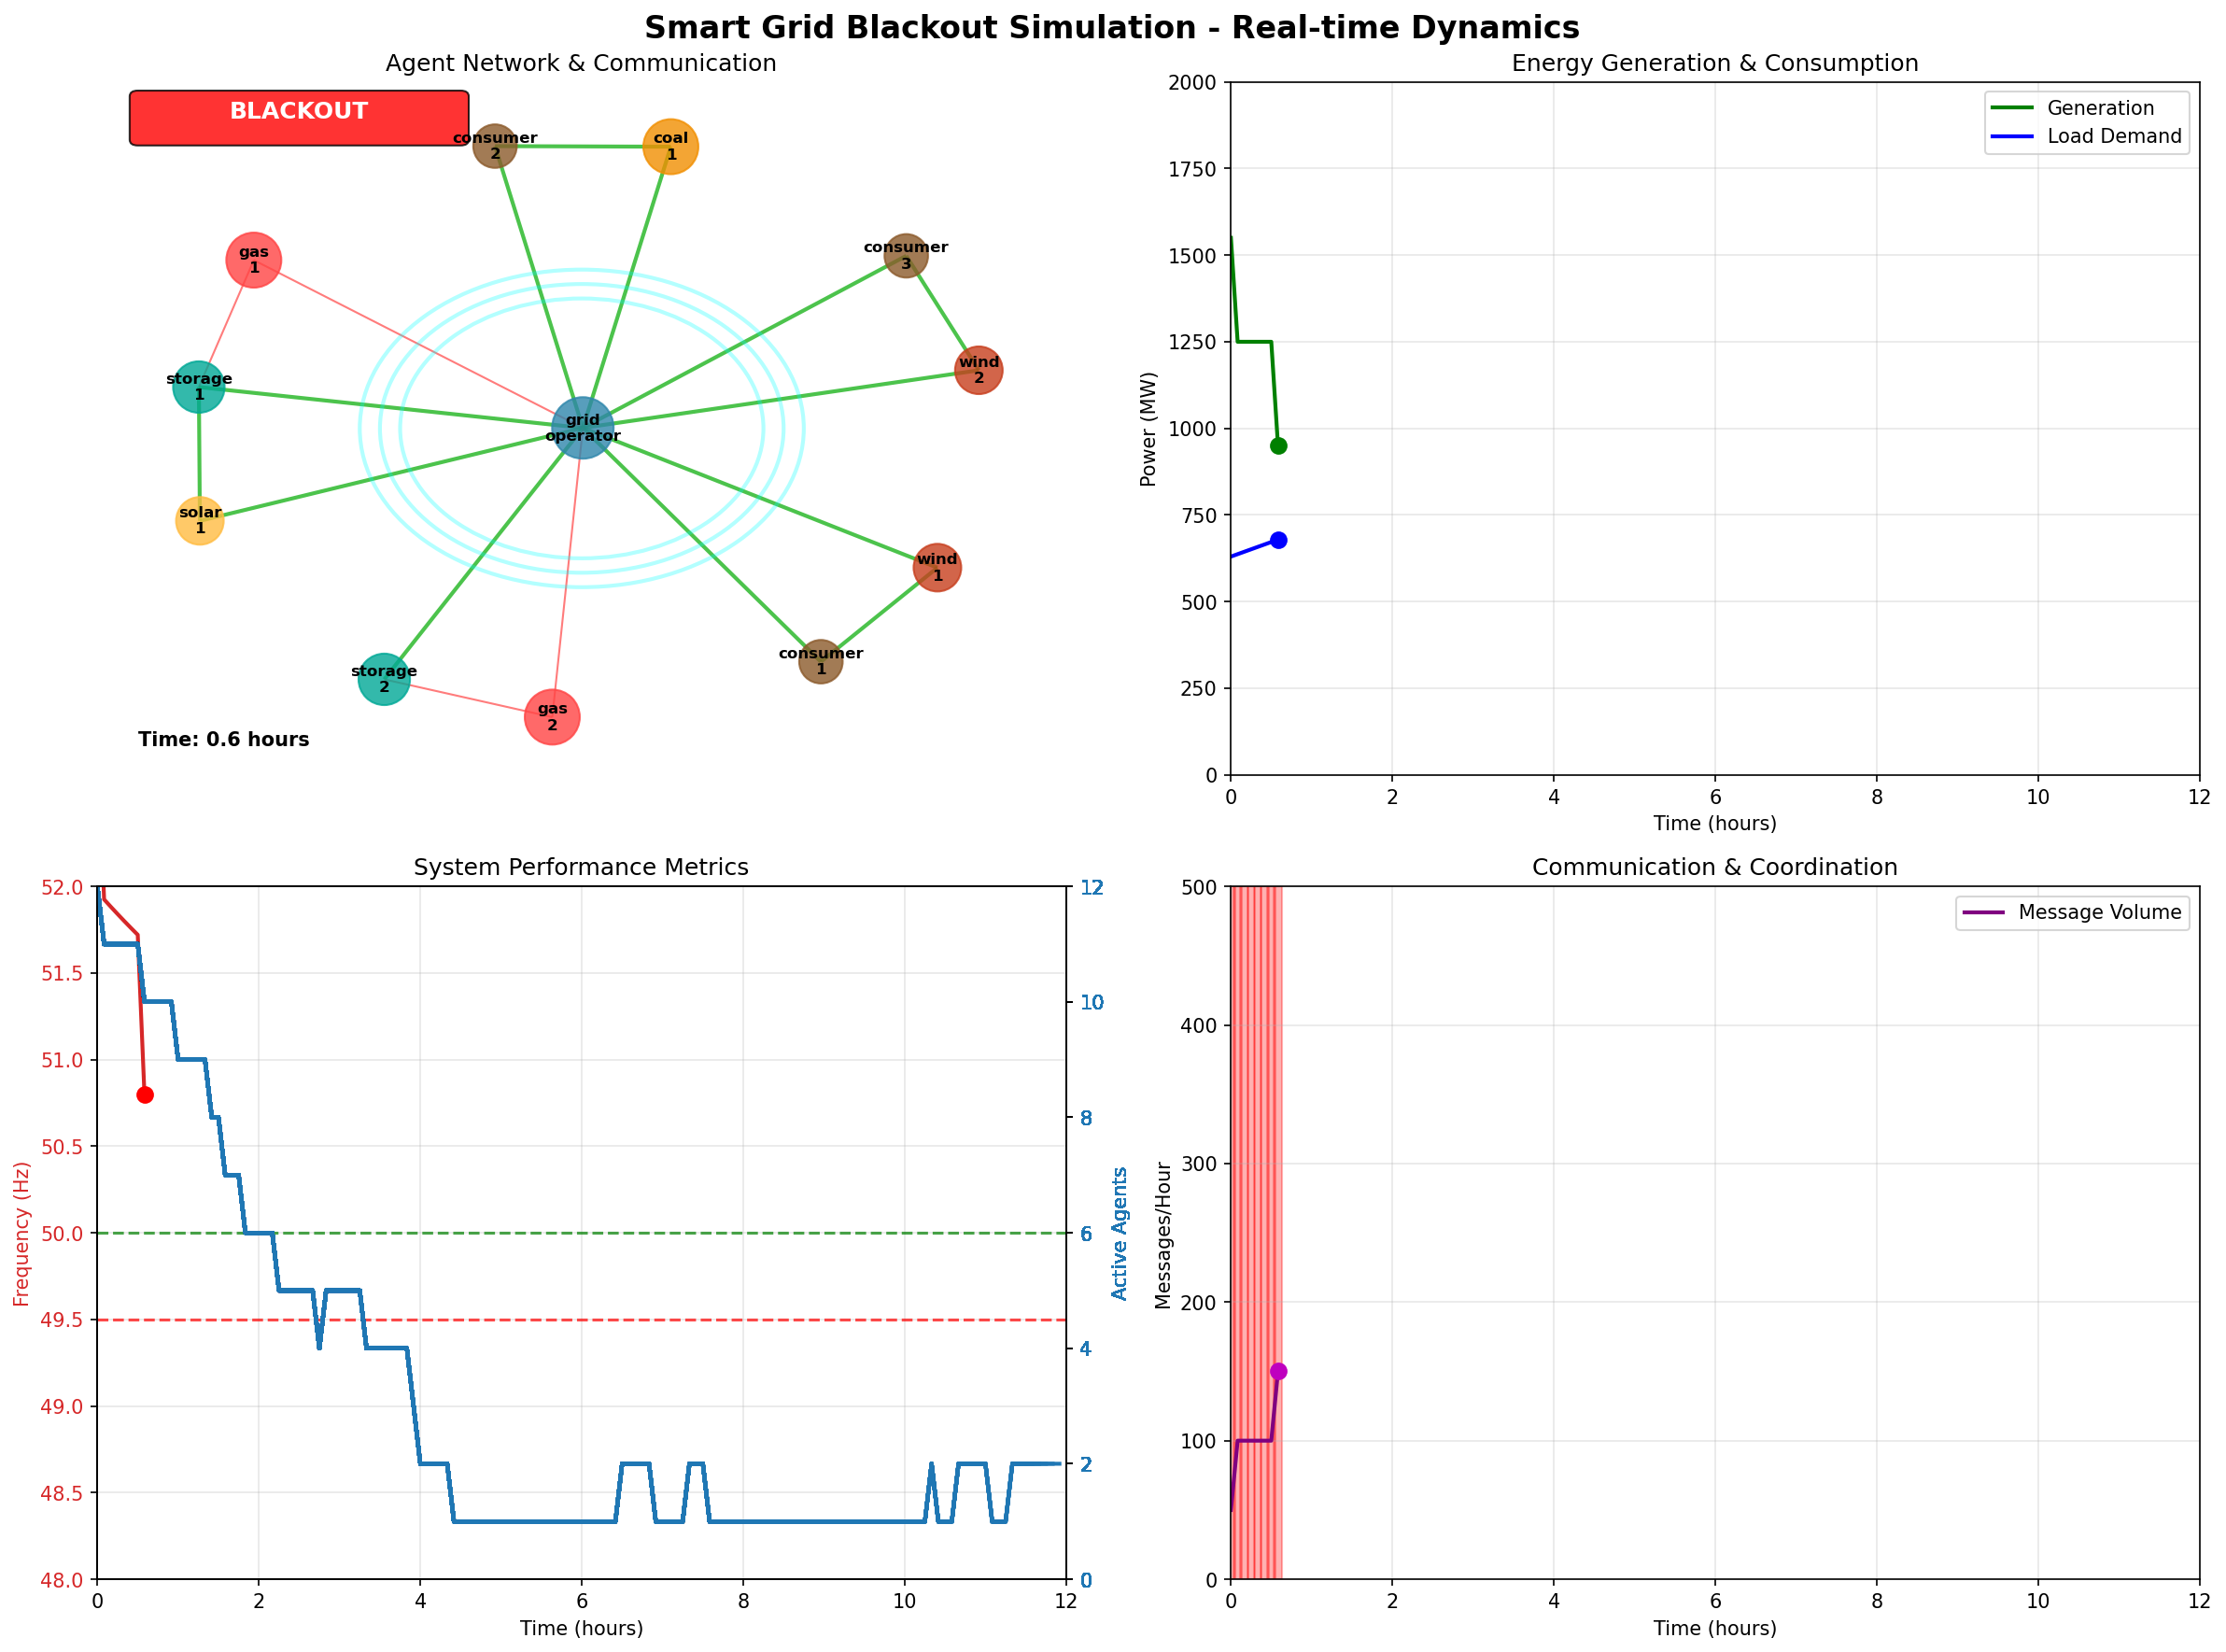 Smart Grid Blackout Simulation - Real-time Dynamics
Agent Network & Communication
BLACKOUT
consumer
2
coal
1
consumer
3
gas
1
wind
2
storage
1
grid
operator
solar
1
wind
1
consumer
1
storage
2
gas
2
Time: 0.6 hours
Energy Generation & Consumption
Generation
Load Demand
Power (MW)
2000
1750
1500
1250
1000
750
500
250
0
0 2 4 6 8 10 12
Time (hours)
System Performance Metrics
Frequency (Hz)
52.0
51.5
51.0
50.5
50.0
49.5
49.0
48.5
48.0
12
10
8
6
4
2
0
Active Agents
0 2 4 6 8 10 12
Time (hours)
Communication & Coordination
Message Volume
Messages/Hour
500
400
300
200
100
0
0 2 4 6 8 10 12
Time (hours)